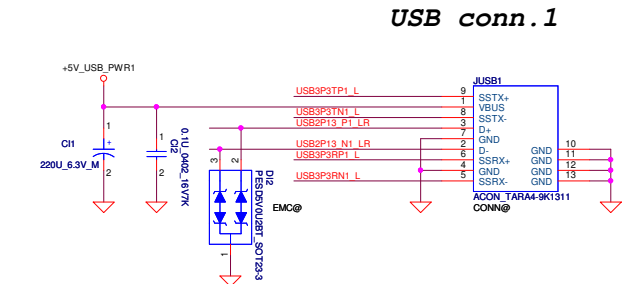 USB conn.1
+5V_USB_PWR1
JUSB1
USB3P3TP1_L
9
SSTX+
1
VBUS
USB3P3TN1_L
8
SSTX-
USB2P13_P1_LR
3
D+
7
GND
USB2P13_N1_LR
2
D-
GND
10
USB3P3RP1_L
6
SSRX+
GND
11
4
GND
GND
12
USB3P3RN1_L
5
SSRX-
GND
13
ACON_TARA4-9K1311
CONN@
1
+
CI1
220U_6.3V_M
2
1
CI2
0.1U_0402_16V7K
2
3
2
DI2
PESD5V0U2BT_SOT23-3
EMC@
1